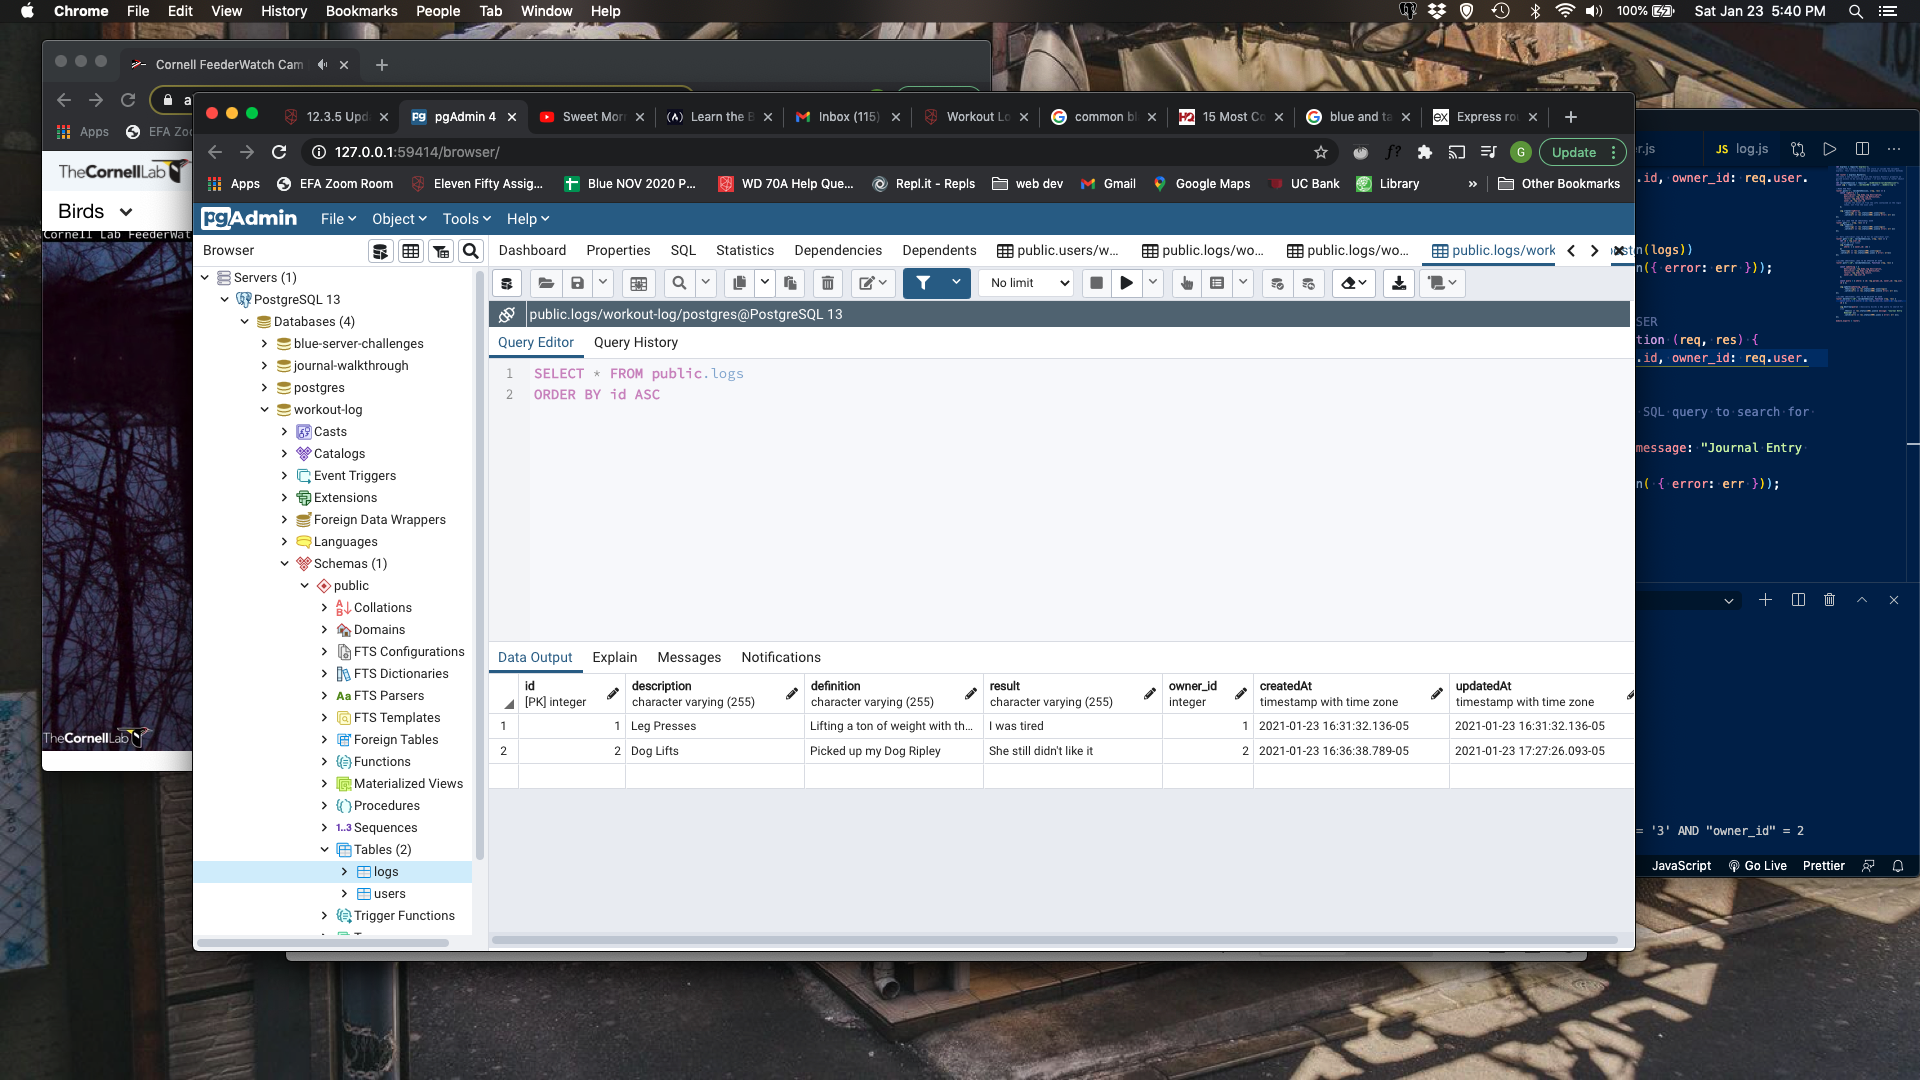 Chrome File Edit View History Bookmarks People Tab Window Help
100% Sat Jan 23 5:40 PM
Cornell FeederWatch Cam
Apps
TheCornellLab
Birds
12.3.5 Upd
pgAdmin 4
Sweet Mor
Learn the B
Inbox (115)
Workout Lo
common bl
15 Most Co
blue and ta
Express ro
127.0.0.1:59414/browser/
G Update
Apps
EFA Zoom Room
Eleven Fifty Assig...
Blue NOV 2020 P...
WD 70A Help Que...
Repl.it - Repls
web dev
Gmail
Google Maps
UC Bank
Library
»
Other Bookmarks
pgAdmin File Object Tools Help
Browser
Dashboard Properties SQL Statistics Dependencies Dependents public.users/w... public.logs/wo... public.logs/wo... public.logs/work
No limit
public.logs/workout-log/postgres@PostgreSQL 13
Query Editor Query History
1 SELECT * FROM public.logs
2 ORDER BY id ASC
Servers (1)
PostgreSQL 13
Databases (4)
blue-server-challenges
journal-walkthrough
postgres
workout-log
Casts
Catalogs
Event Triggers
Extensions
Foreign Data Wrappers
Languages
Schemas (1)
public
Collations
Domains
FTS Configurations
FTS Dictionaries
Aa FTS Parsers
FTS Templates
Foreign Tables
Functions
Materialized Views
Procedures
1..3 Sequences
Tables (2)
logs
users
Trigger Functions
Data Output Explain Messages Notifications
id [PK] integer
description character varying (255)
definition character varying (255)
result character varying (255)
owner_id integer
createdAt timestamp with time zone
updatedAt timestamp with time zone
1 1 Leg Presses Lifting a ton of weight with th... I was tired 1 2021-01-23 16:31:32.136-05 2021-01-23 16:31:32.136-05
2 2 Dog Lifts Picked up my Dog Ripley She still didn't like it 2 2021-01-23 16:36:38.789-05 2021-01-23 17:27:26.093-05
TheCornellLab
r.js
JS log.js
.id, owner_id: req.user.
n(logs))
n({ error: err }));
SER
tion (req, res) {
.id, owner_id: req.user.
SQL query to search for
message: "Journal Entry
n( { error: err }));
= '3' AND "owner_id" = 2
JavaScript Go Live Prettier